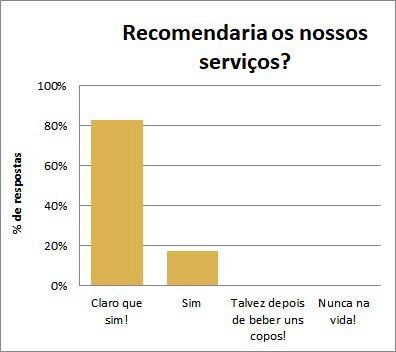 Recomendaria os nossos
serviços?
100%
80%
60%
40%
20%
0%
% de respostas
Claro que
sim!
Sim
Talvez depois
de beber uns
copos!
Nunca na
vida!